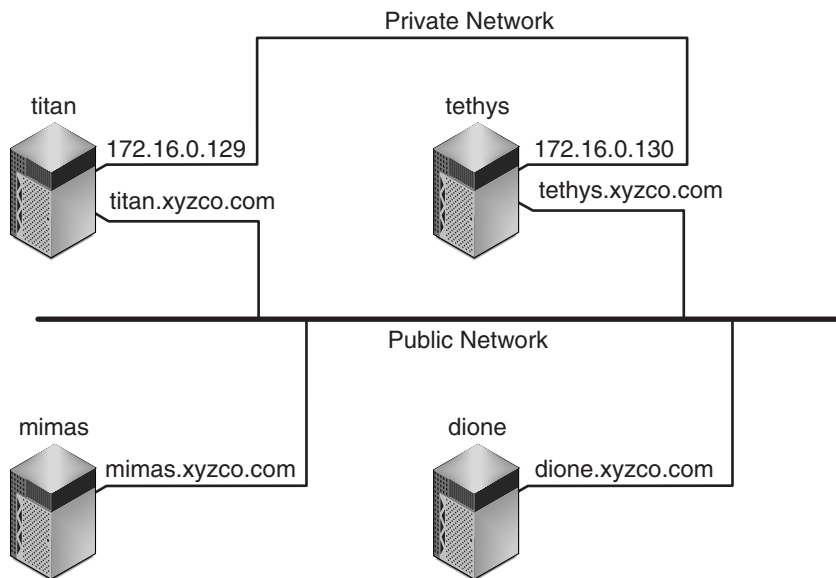 Private Network
titan
tethys
172.16.0.129
172.16.0.130
titan.xyzco.com
tethys.xyzco.com
Public Network
mimas
dione
mimas.xyzco.com
dione.xyzco.com